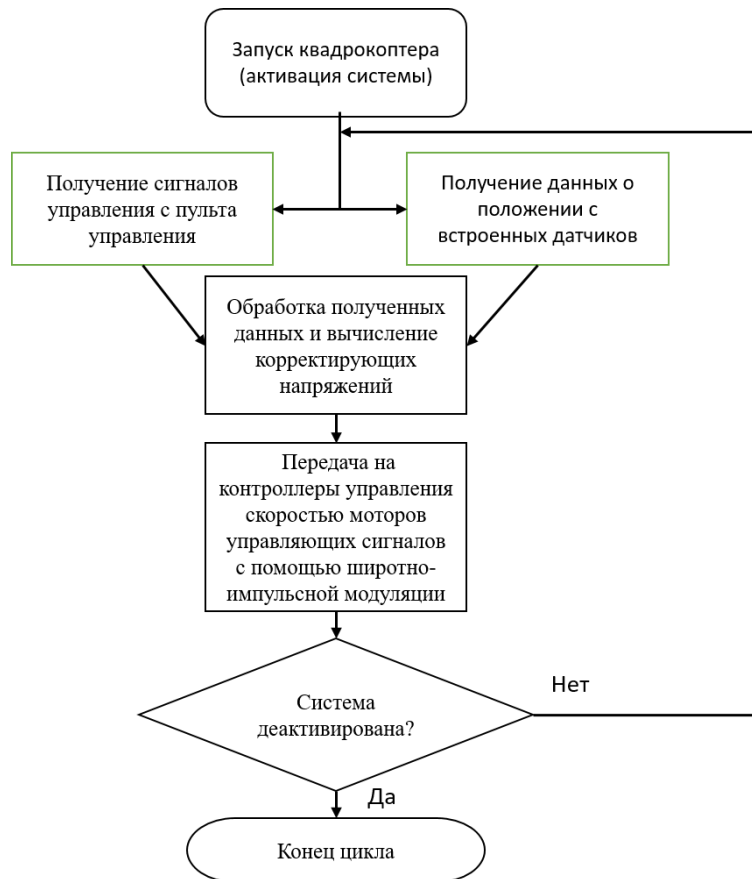 Запуск квадрокоптера
(активация системы)
Получение сигналов
управления с пульта
управления
Получение данных о
положении с
встроенных датчиков
Обработка полученных
данных и вычисление
корректирующих
напряжений
Передача на
контроллеры управления
скоростью моторов
управляющих сигналов
с помощью широтно-
импульсной модуляции
Система
деактивирована?
Нет
Да
Конец цикла